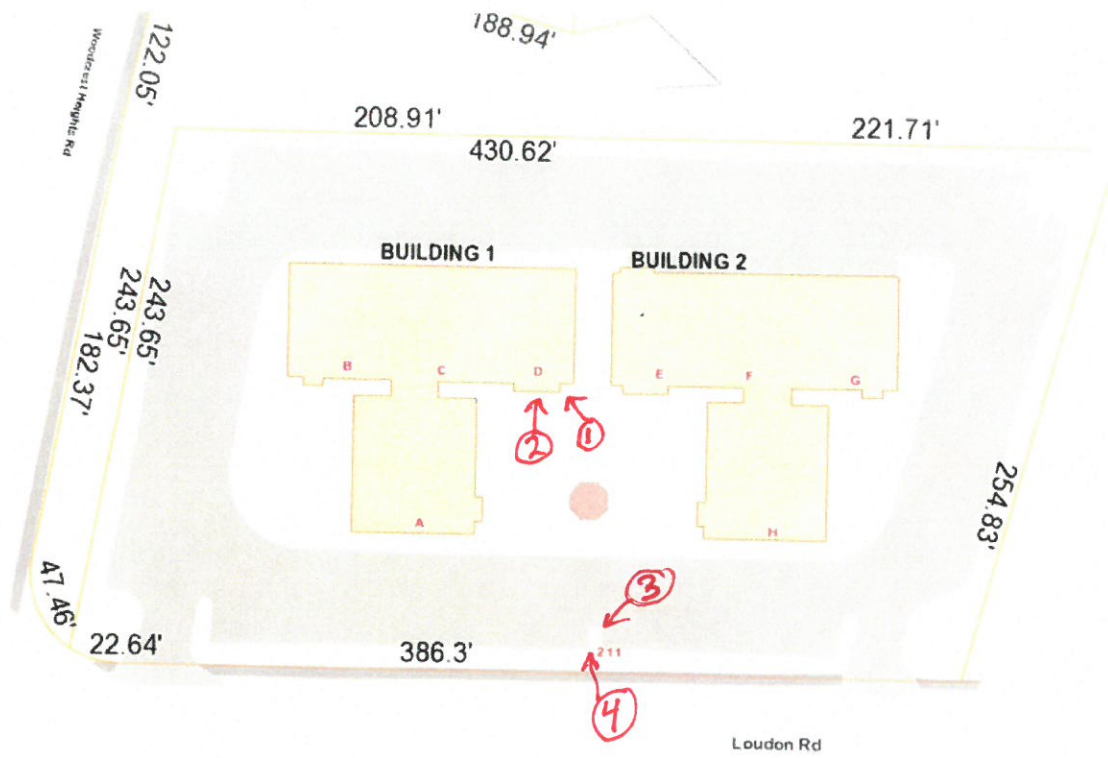 188.94'
122.05'
Woodcrest Heights Rd
208.91'
221.71'
430.62'
BUILDING 1
BUILDING 2
243.65'
243.65'
182.37'
B
C
D
E
F
G
2
1
A
H
254.83'
3
47.46'
22.64'
386.3'
211
4
Loudon Rd